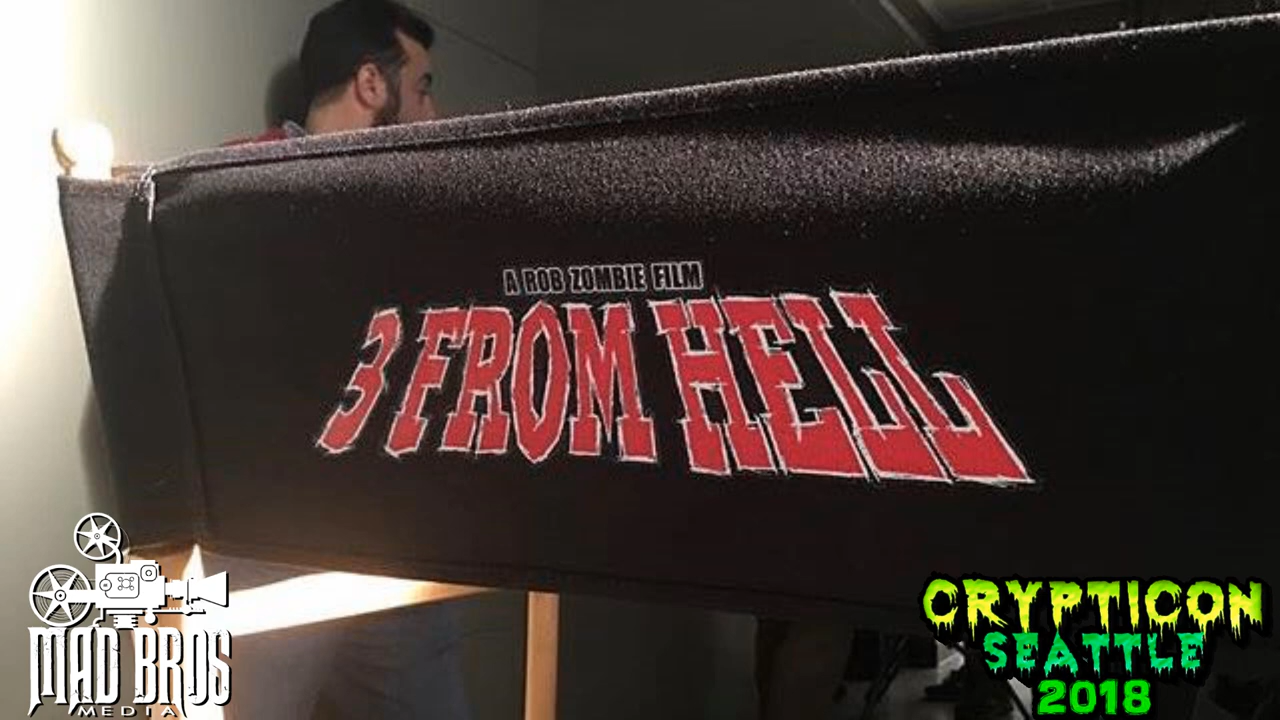 A ROB ZOMBIE FILM
3 FROM HELL
MAD BROS
MEDIA
CRYPTICON
SEATTLE
2018